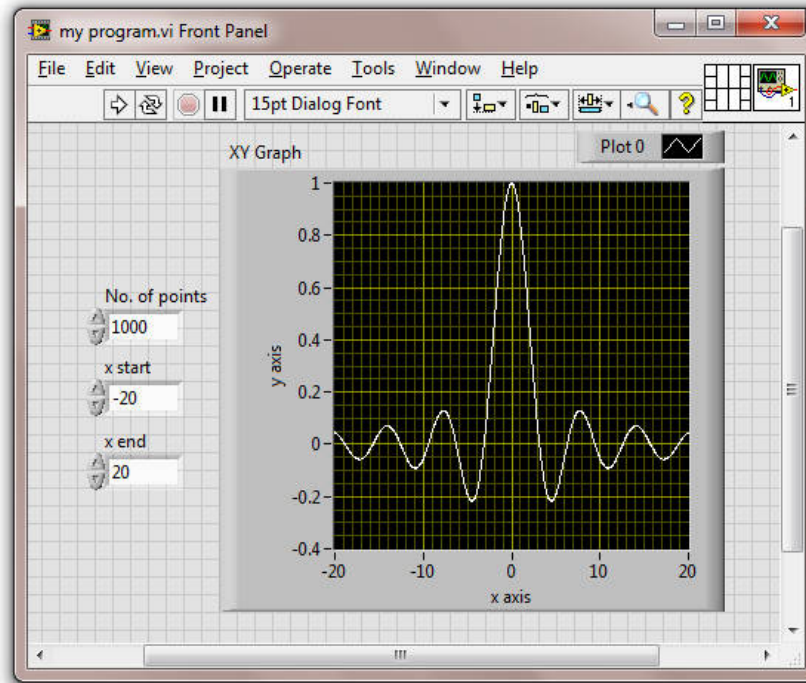 my program.vi Front Panel
File Edit View Project Operate Tools Window Help
15pt Dialog Font
1
XY Graph
Plot 0
No. of points
1000
x start
-20
x end
20
y axis
1
0.8
0.6
0.4
0.2
0
-0.2
-0.4
-20 -10 0 10 20
x axis